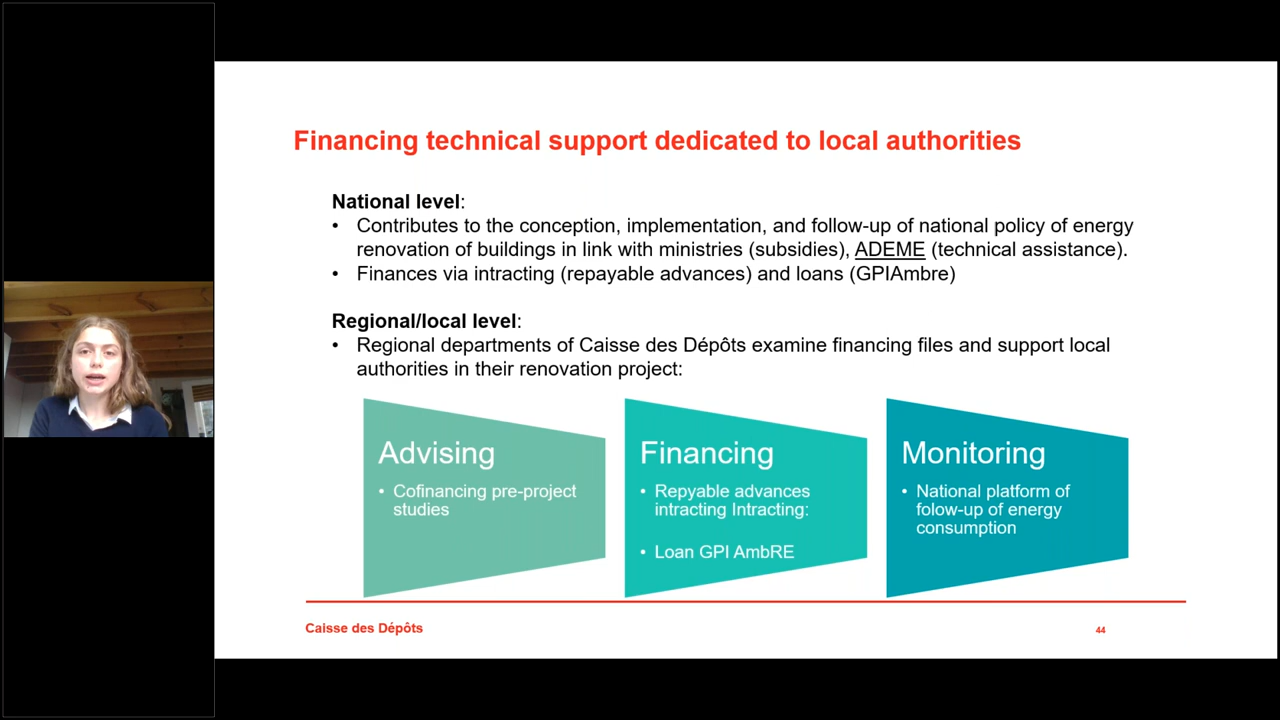 Financing technical support dedicated to local authorities
National level:
• Contributes to the conception, implementation, and follow-up of national policy of energy
renovation of buildings in link with ministries (subsidies), ADEME (technical assistance).
• Finances via intracting (repayable advances) and loans (GPIAmbre)
Regional/local level:
• Regional departments of Caisse des Dépôts examine financing files and support local
authorities in their renovation project:
Advising
• Cofinancing pre-project
studies
Financing
• Repyable advances
intracting Intracting:
• Loan GPI AmbRE
Monitoring
• National platform of
folow-up of energy
consumption
Caisse des Dépôts
44